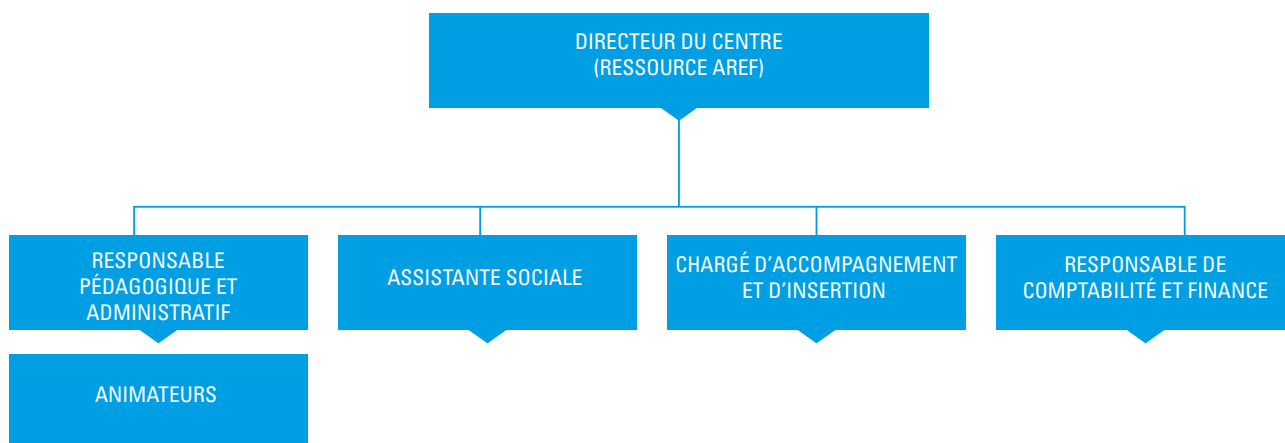 DIRECTEUR DU CENTRE
(RESSOURCE AREF)
RESPONSABLE
PÉDAGOGIQUE ET
ADMINISTRATIF
ASSISTANTE SOCIALE
CHARGÉ D’ACCOMPAGNEMENT
ET D’INSERTION
RESPONSABLE DE
COMPTABILITÉ ET FINANCE
ANIMATEURS